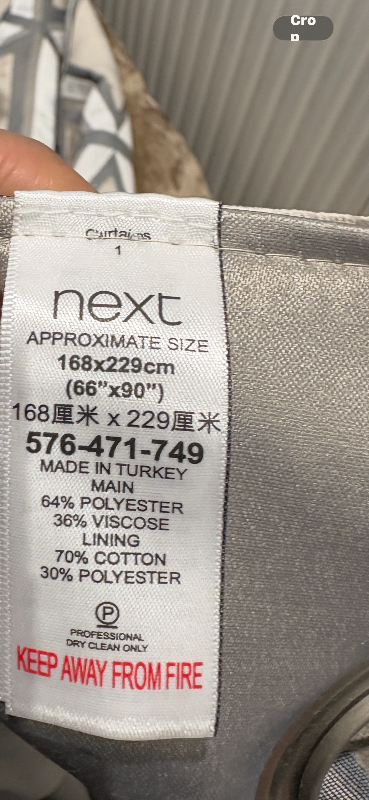 Cro
p
Curtains
1
next
APPROXIMATE SIZE
168x229cm
(66"x90")
168厘米 x 229厘米
576-471-749
MADE IN TURKEY
MAIN
64% POLYESTER
36% VISCOSE
LINING
70% COTTON
30% POLYESTER
P
PROFESSIONAL
DRY CLEAN ONLY
KEEP AWAY FROM FIRE